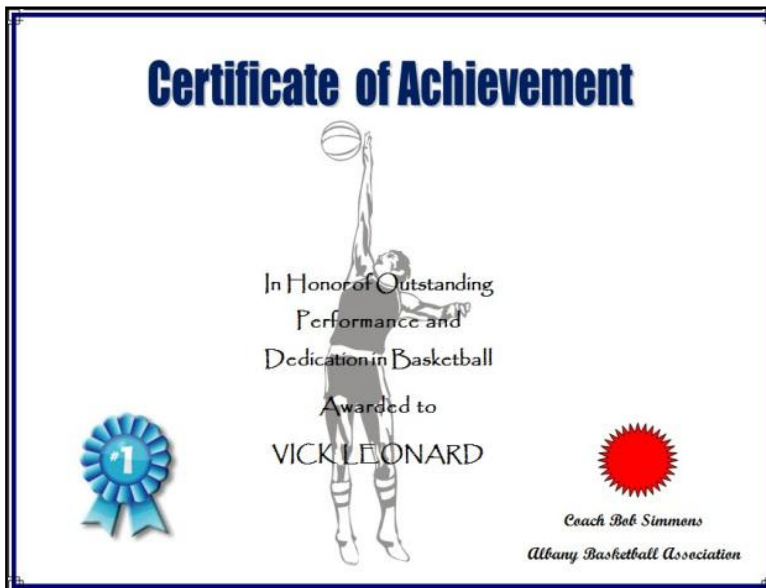 Certificate of Achievement
In Honor of Outstanding
Performance and
Dedication in Basketball
Awarded to
VICK LEONARD
#1
Coach Bob Simmons
Albany Basketball Association